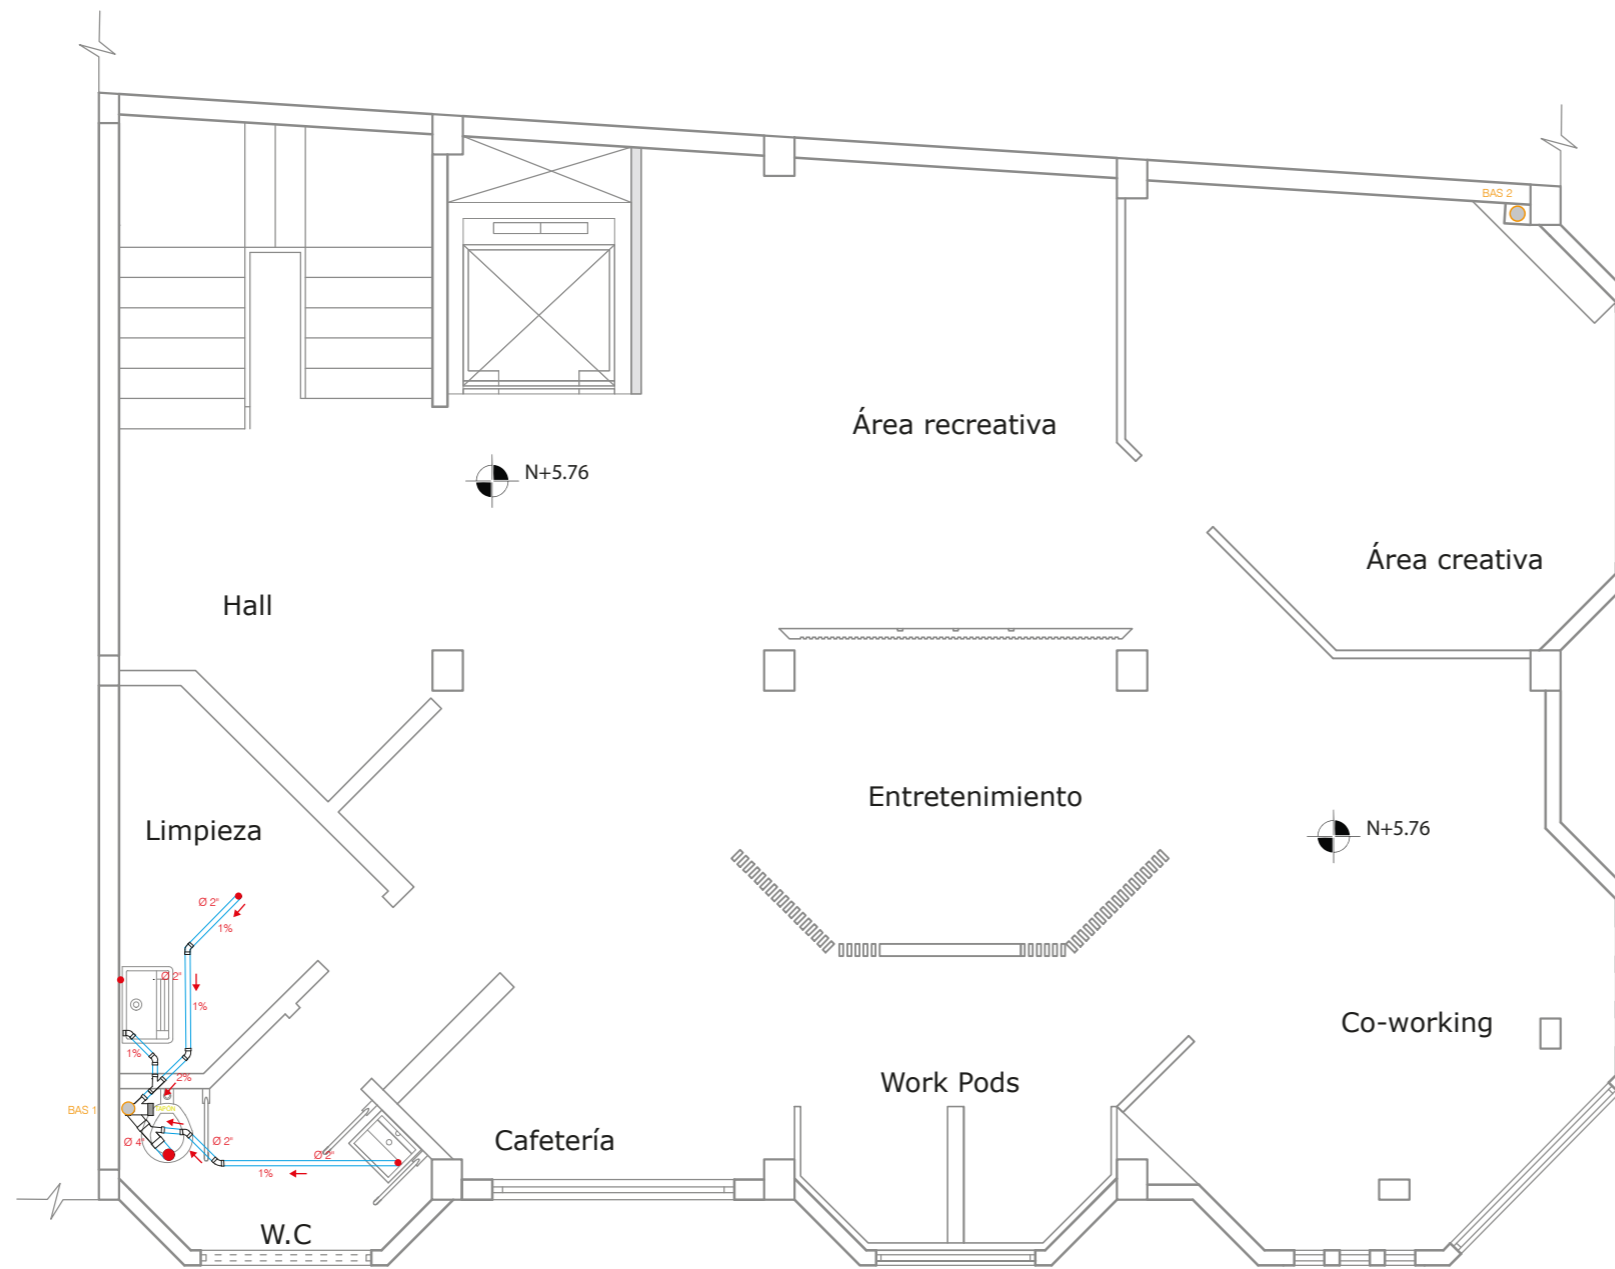 BAS 2
Área recreativa
N+5.76
Área creativa
Hall
Entretenimiento
Limpieza
N+5.76
Ø 2"
1%
Ø 2"
1%
Co-working
1%
2%
Work Pods
BAS 1
TAPON
Ø 4"
Ø 2"
Ø 2"
1%
Cafetería
W.C